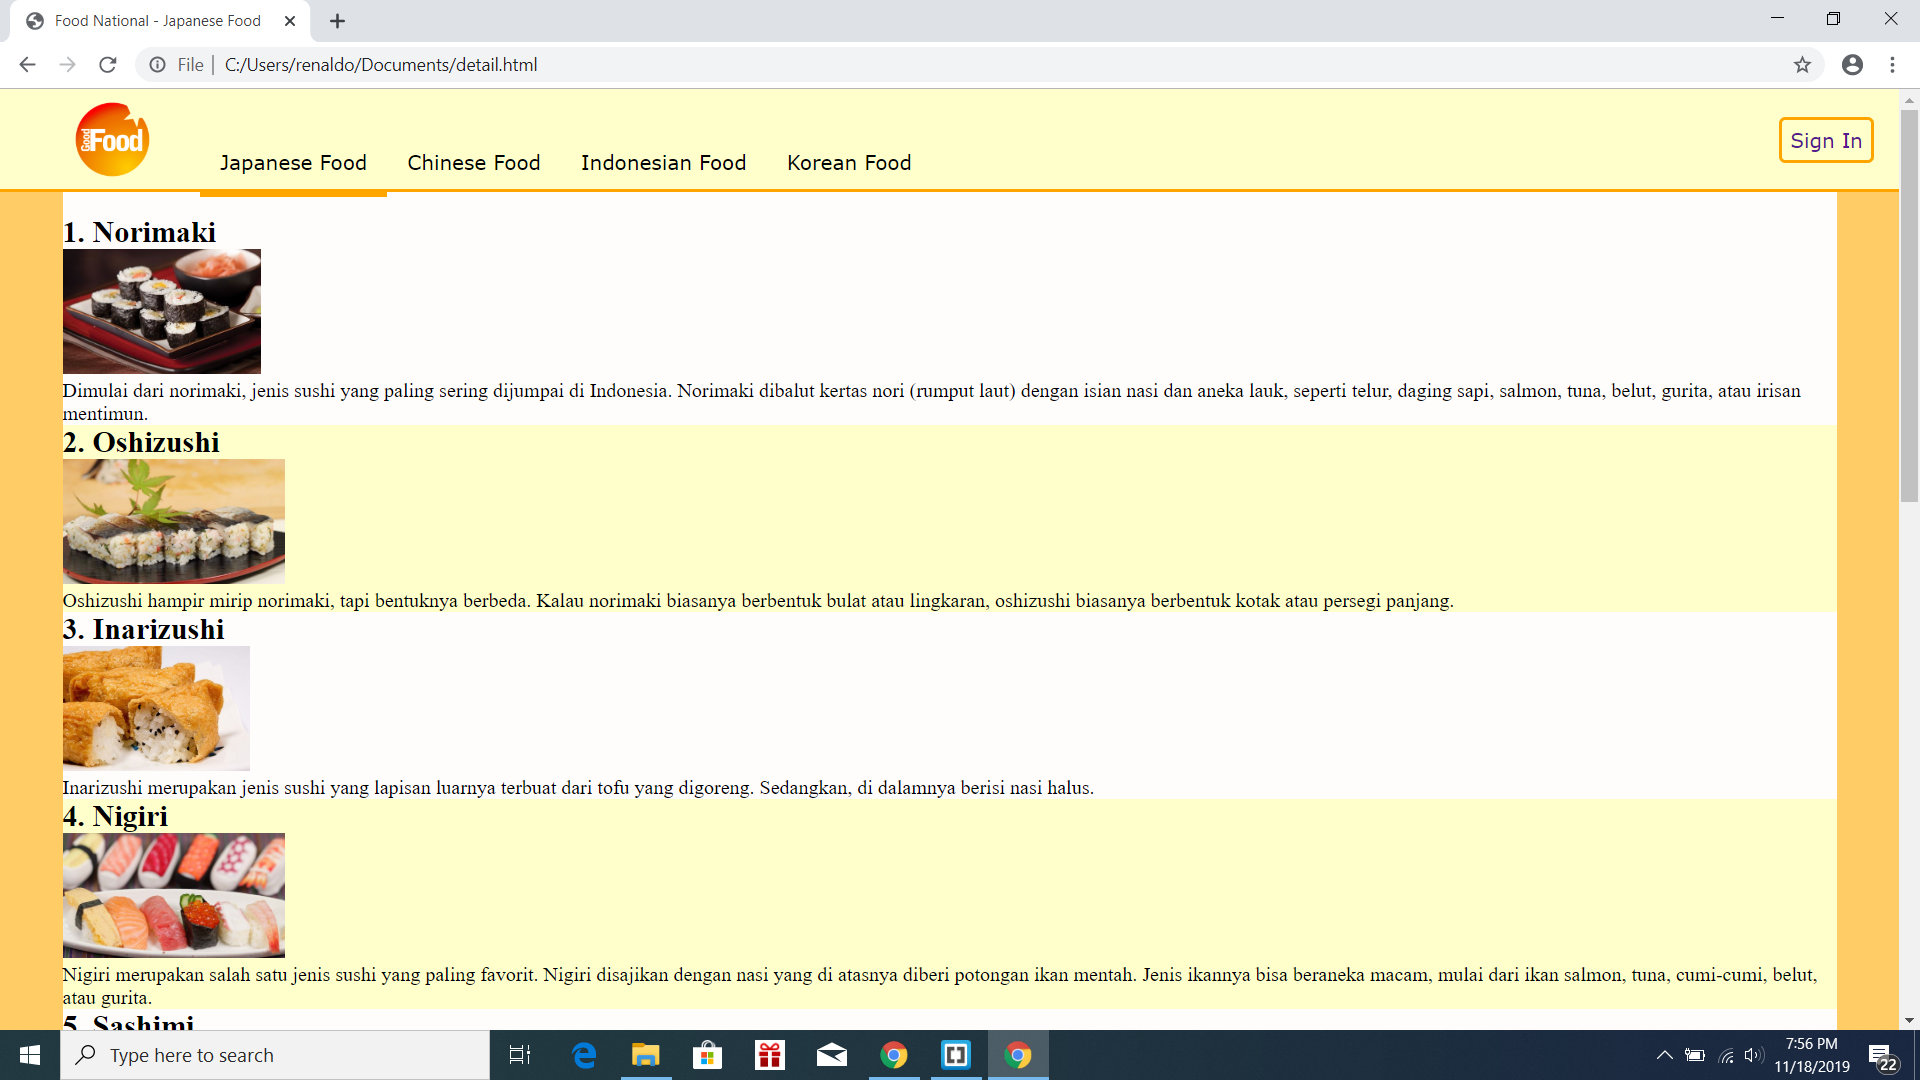 Food National - Japanese Food
File
C:/Users/renaldo/Documents/detail.html
Good Food
Japanese Food
Chinese Food
Indonesian Food
Korean Food
Sign In
1. Norimaki
Dimulai dari norimaki, jenis sushi yang paling sering dijumpai di Indonesia. Norimaki dibalut kertas nori (rumput laut) dengan isian nasi dan aneka lauk, seperti telur, daging sapi, salmon, tuna, belut, gurita, atau irisan
mentimun.
2. Oshizushi
Oshizushi hampir mirip norimaki, tapi bentuknya berbeda. Kalau norimaki biasanya berbentuk bulat atau lingkaran, oshizushi biasanya berbentuk kotak atau persegi panjang.
3. Inarizushi
Inarizushi merupakan jenis sushi yang lapisan luarnya terbuat dari tofu yang digoreng. Sedangkan, di dalamnya berisi nasi halus.
4. Nigiri
Nigiri merupakan salah satu jenis sushi yang paling favorit. Nigiri disajikan dengan nasi yang di atasnya diberi potongan ikan mentah. Jenis ikannya bisa beraneka macam, mulai dari ikan salmon, tuna, cumi-cumi, belut,
atau gurita.
5. Sashimi
Type here to search
7:56 PM
11/18/2019
22